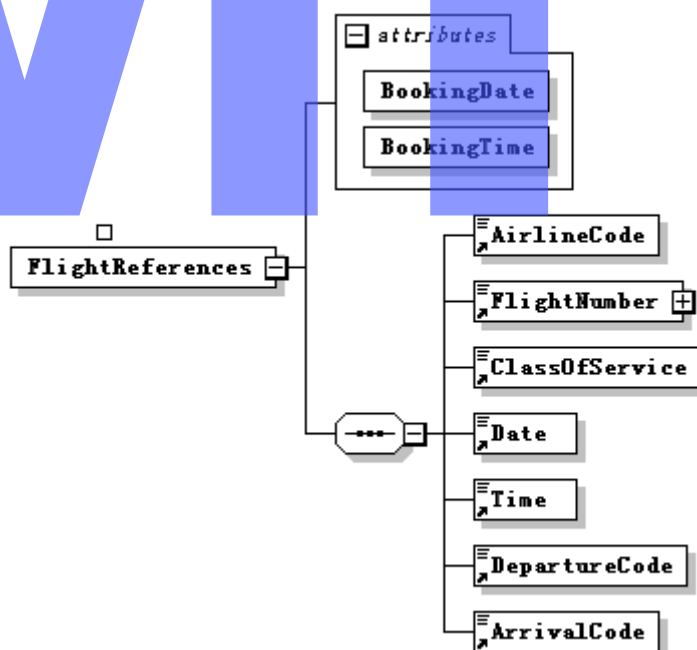 attributes
BookingDate
BookingTime
FlightReferences
AirlineCode
FlightNumber
ClassOfService
Date
Time
DepartureCode
ArrivalCode